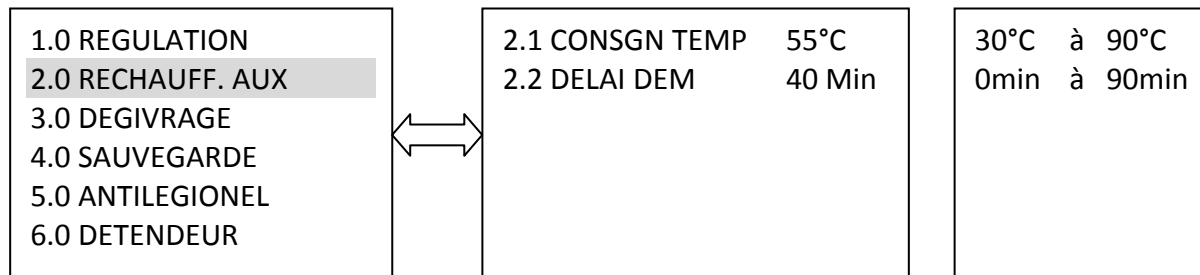 1.0 REGULATION
2.0 RECHAUFF. AUX
3.0 DEGIVRAGE
4.0 SAUVEGARDE
5.0 ANTILEGIONEL
6.0 DETENDEUR
2.1 CONSGN TEMP 55°C
2.2 DELAI DEM 40 Min
30°C à 90°C
0min à 90min